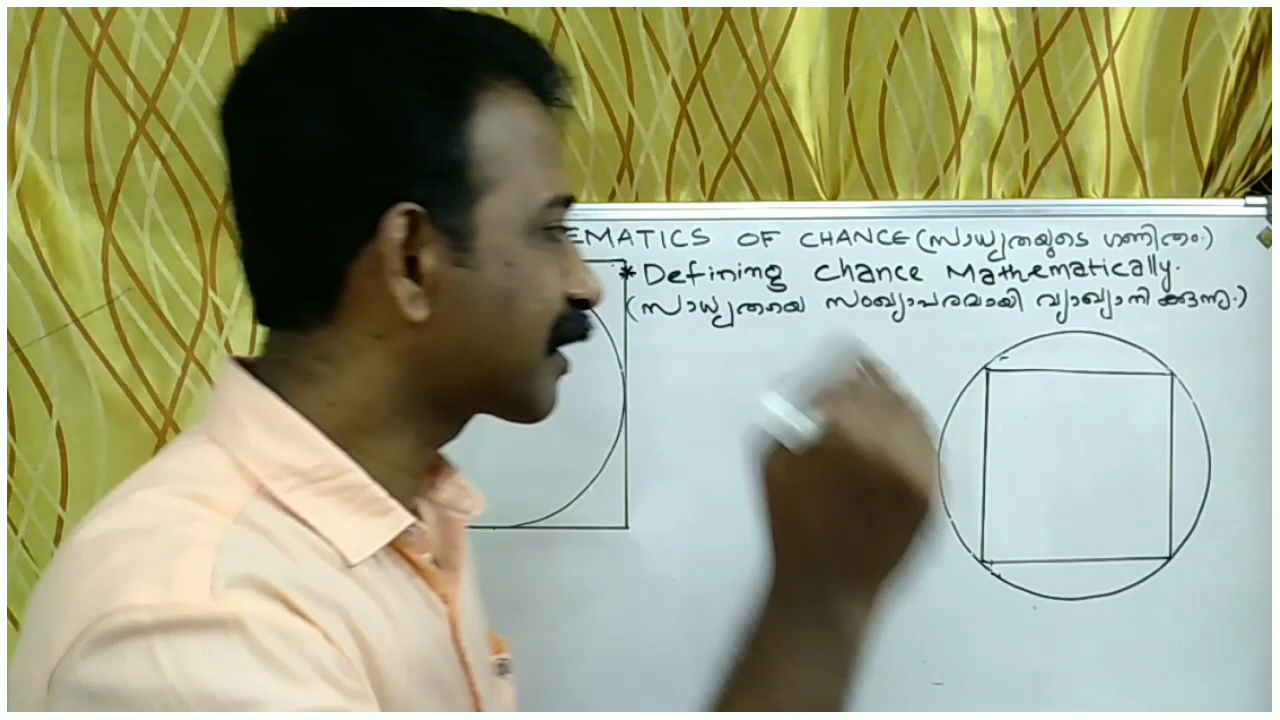 EMATICS OF CHANCE (സാധ്യതയുടെ ഗണിതം)
* Defining Chance Mathematically.
(സാധ്യതയെ സംഖ്യാപരമായി വ്യാഖ്യാനിക്കുന്നു.)